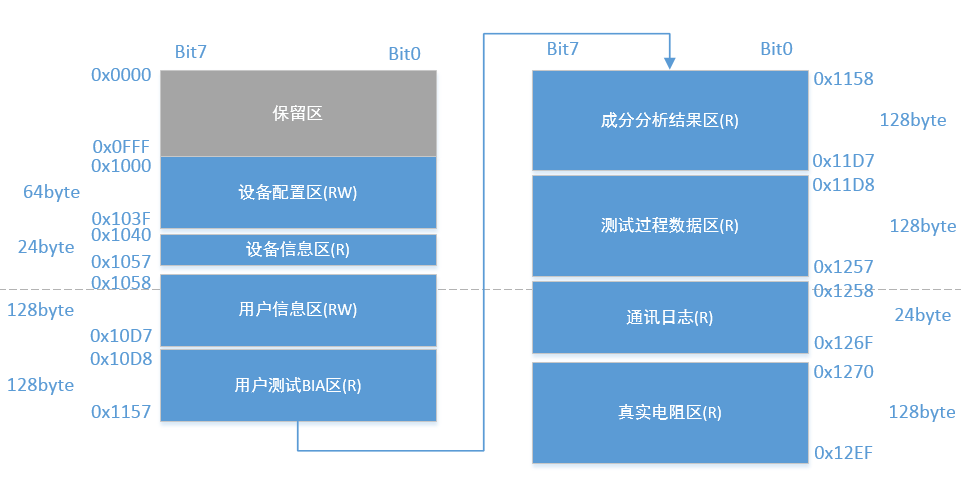 Bit7
Bit0
0x0000
保留区
0x0FFF
0x1000
64byte
设备配置区(RW)
0x103F
0x1040
24byte
设备信息区(R)
0x1057
0x1058
128byte
用户信息区(RW)
0x10D7
0x10D8
128byte
用户测试BIA区(R)
0x1157
Bit7
Bit0
0x1158
成分分析结果区(R)
128byte
0x11D7
0x11D8
测试过程数据区(R)
128byte
0x1257
0x1258
通讯日志(R)
24byte
0x126F
0x1270
真实电阻区(R)
128byte
0x12EF